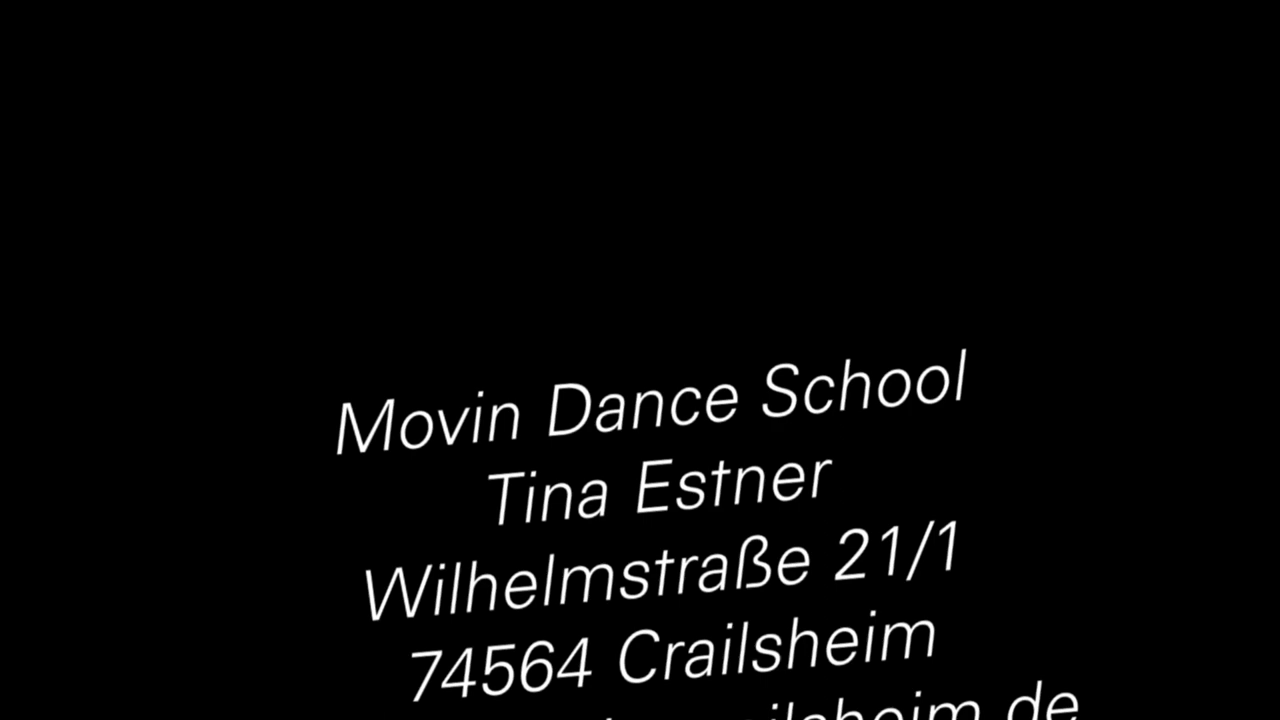 Movin Dance School
Tina Estner
Wilhelmstraße 21/1
74564 Crailsheim